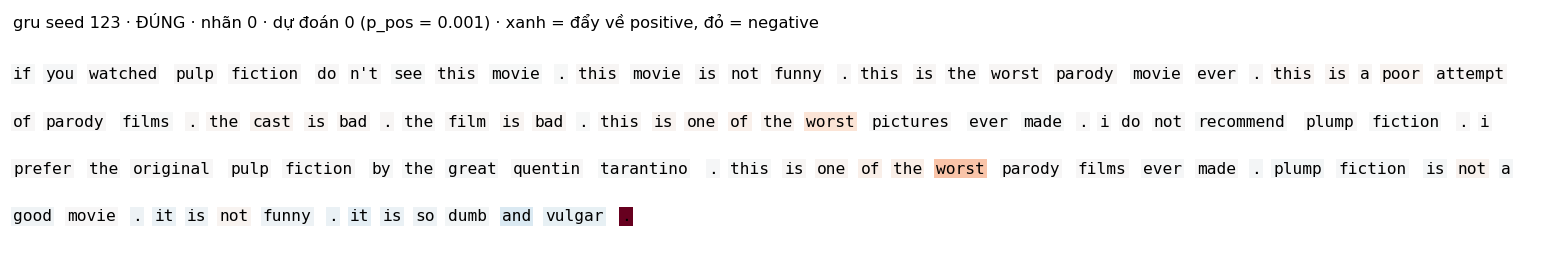 gru seed 123 · ĐÚNG · nhãn 0 · dự đoán 0 (p_pos = 0.001) · xanh = đẩy về positive, đỏ = negative
if you watched pulp fiction do n't see this movie . this movie is not funny . this is the worst parody movie ever . this is a poor attempt
of parody films . the cast is bad . the film is bad . this is one of the worst pictures ever made . i do not recommend plump fiction . i
prefer the original pulp fiction by the great quentin tarantino . this is one of the worst parody films ever made . plump fiction is not a
good movie . it is not funny . it is so dumb and vulgar .